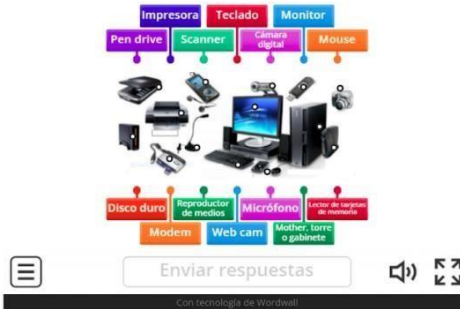 Impresora
Teclado
Monitor
Pen drive
Scanner
Cámara
digital
Mouse
Disco duro
Reproductor
de medios
Micrófono
Lector de tarjetas
de memoria
Modem
Web cam
Mother, torre
o gabinete
Enviar respuestas
Con tecnología de Wordwall